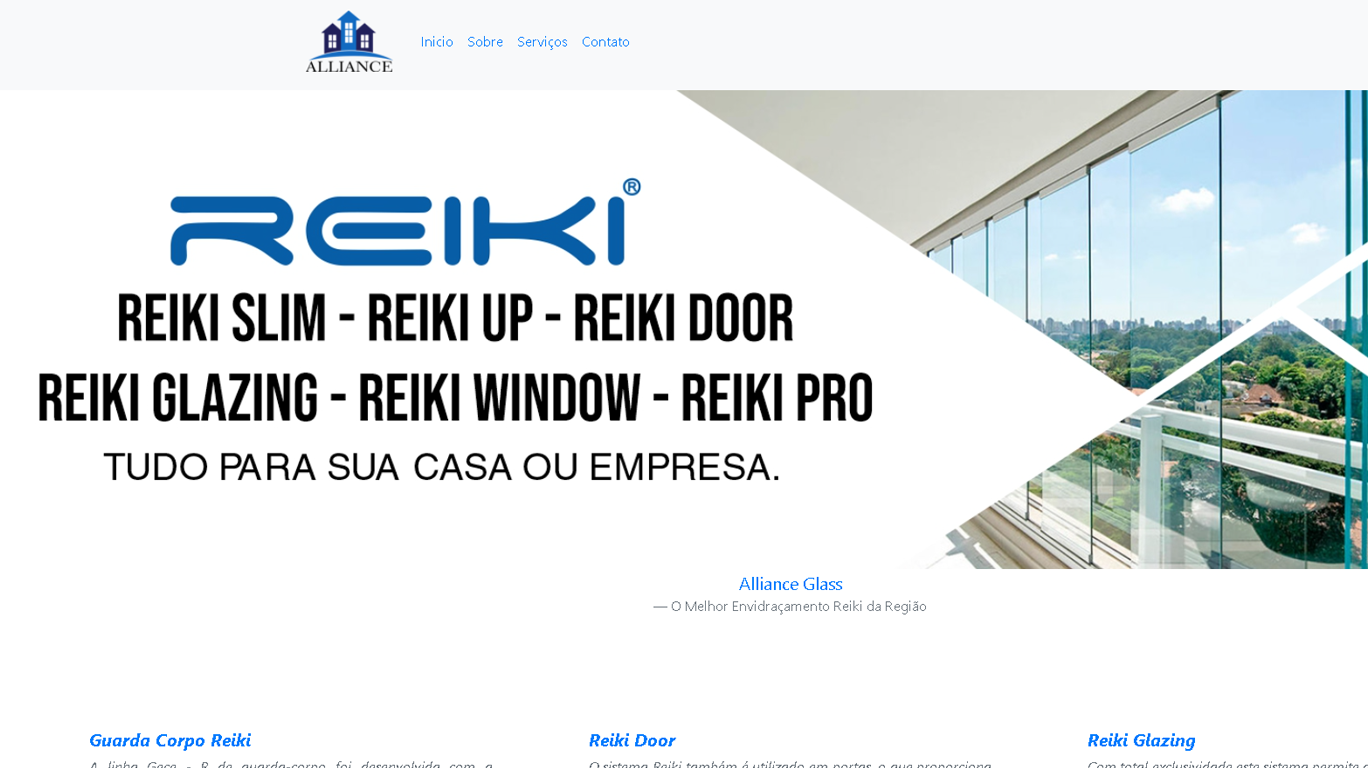 ALLIANCE
Inicio Sobre Serviços Contato
REIKI®
REIKI SLIM - REIKI UP - REIKI DOOR
REIKI GLAZING - REIKI WINDOW - REIKI PRO
TUDO PARA SUA CASA OU EMPRESA.
Alliance Glass
— O Melhor Envidraçamento Reiki da Região
Guarda Corpo Reiki
A linha Gece - R de guarda-corpo foi desenvolvida com a
Reiki Door
O sistema Reiki também é utilizado em portas, o que proporciona
Reiki Glazing
Com total exclusividade este sistema permite